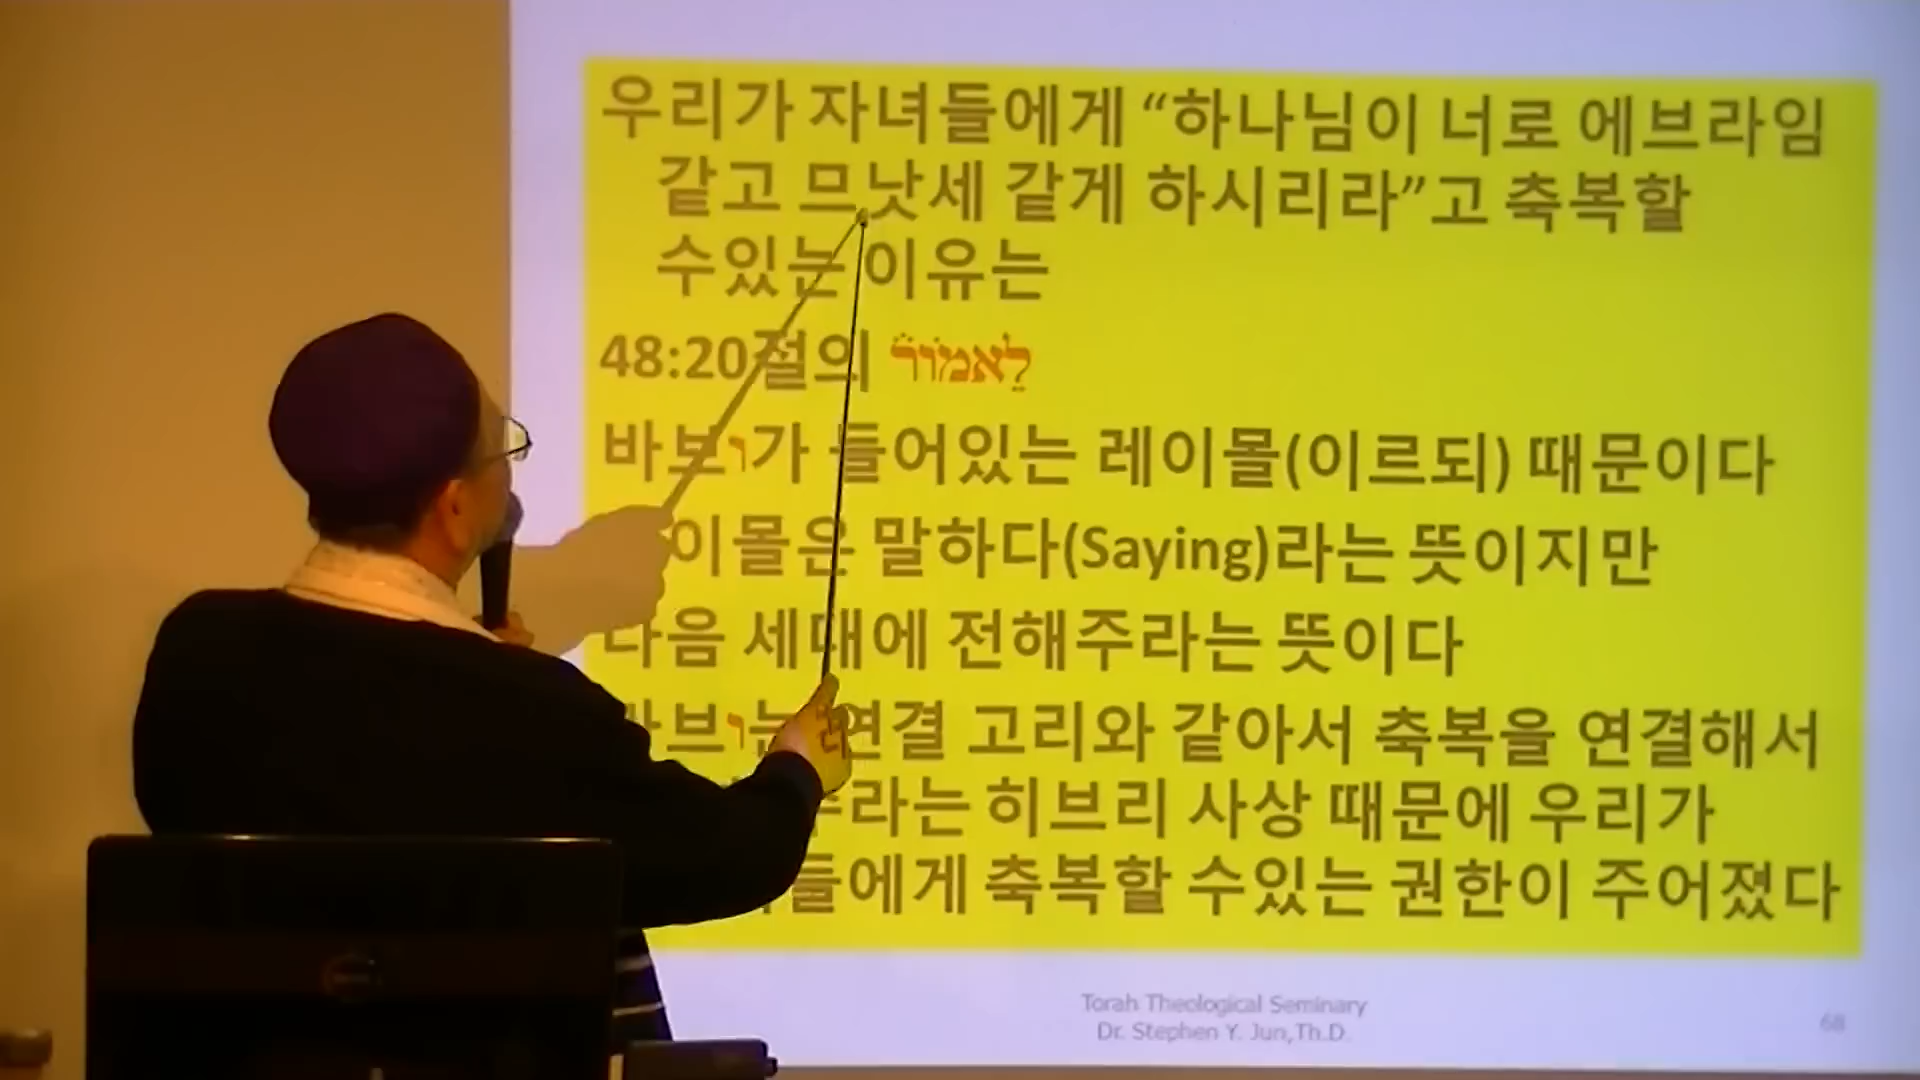 우리가 자녀들에게 “하나님이 너로 에브라임
같고 므낫세 같게 하시리라”고 축복할
수있는 이유는
48:20절의 לֵאמוֹר
바브ו가 들어있는 레이몰(이르되) 때문이다
이몰은 말하다(Saying)라는 뜻이지만
다음 세대에 전해주라는 뜻이다
브ו는 연결 고리와 같아서 축복을 연결해서
주라는 히브리 사상 때문에 우리가
들에게 축복할 수있는 권한이 주어졌다
Torah Theological Seminary
Dr. Stephen Y. Jun,Th.D.
68